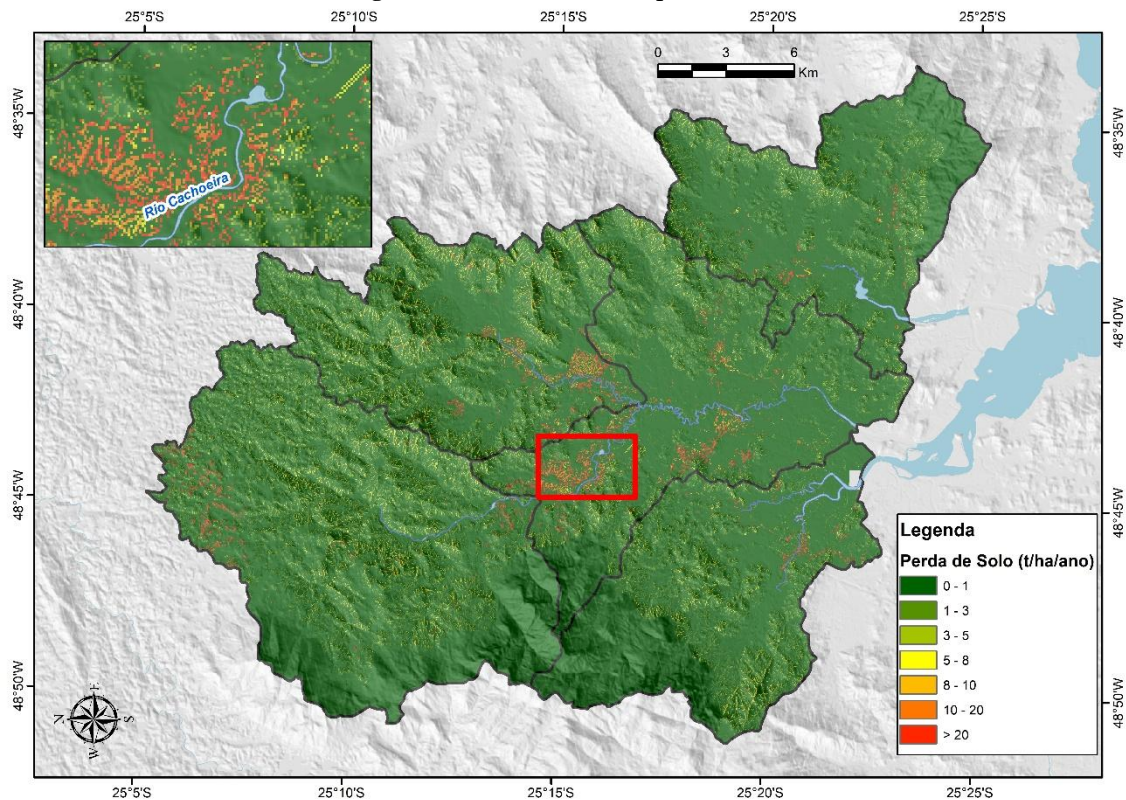 25°5'S 25°10'S 25°15'S 25°20'S 25°25'S
0 3 6
Km
48°35'W
48°35'W
Rio Cachoeira
48°40'W
48°40'W
48°45'W
48°45'W
48°50'W
48°50'W
Legenda
Perda de Solo (t/ha/ano)
0 - 1
1 - 3
3 - 5
5 - 8
8 - 10
10 - 20
> 20
E
N
S
W
25°5'S 25°10'S 25°15'S 25°20'S 25°25'S